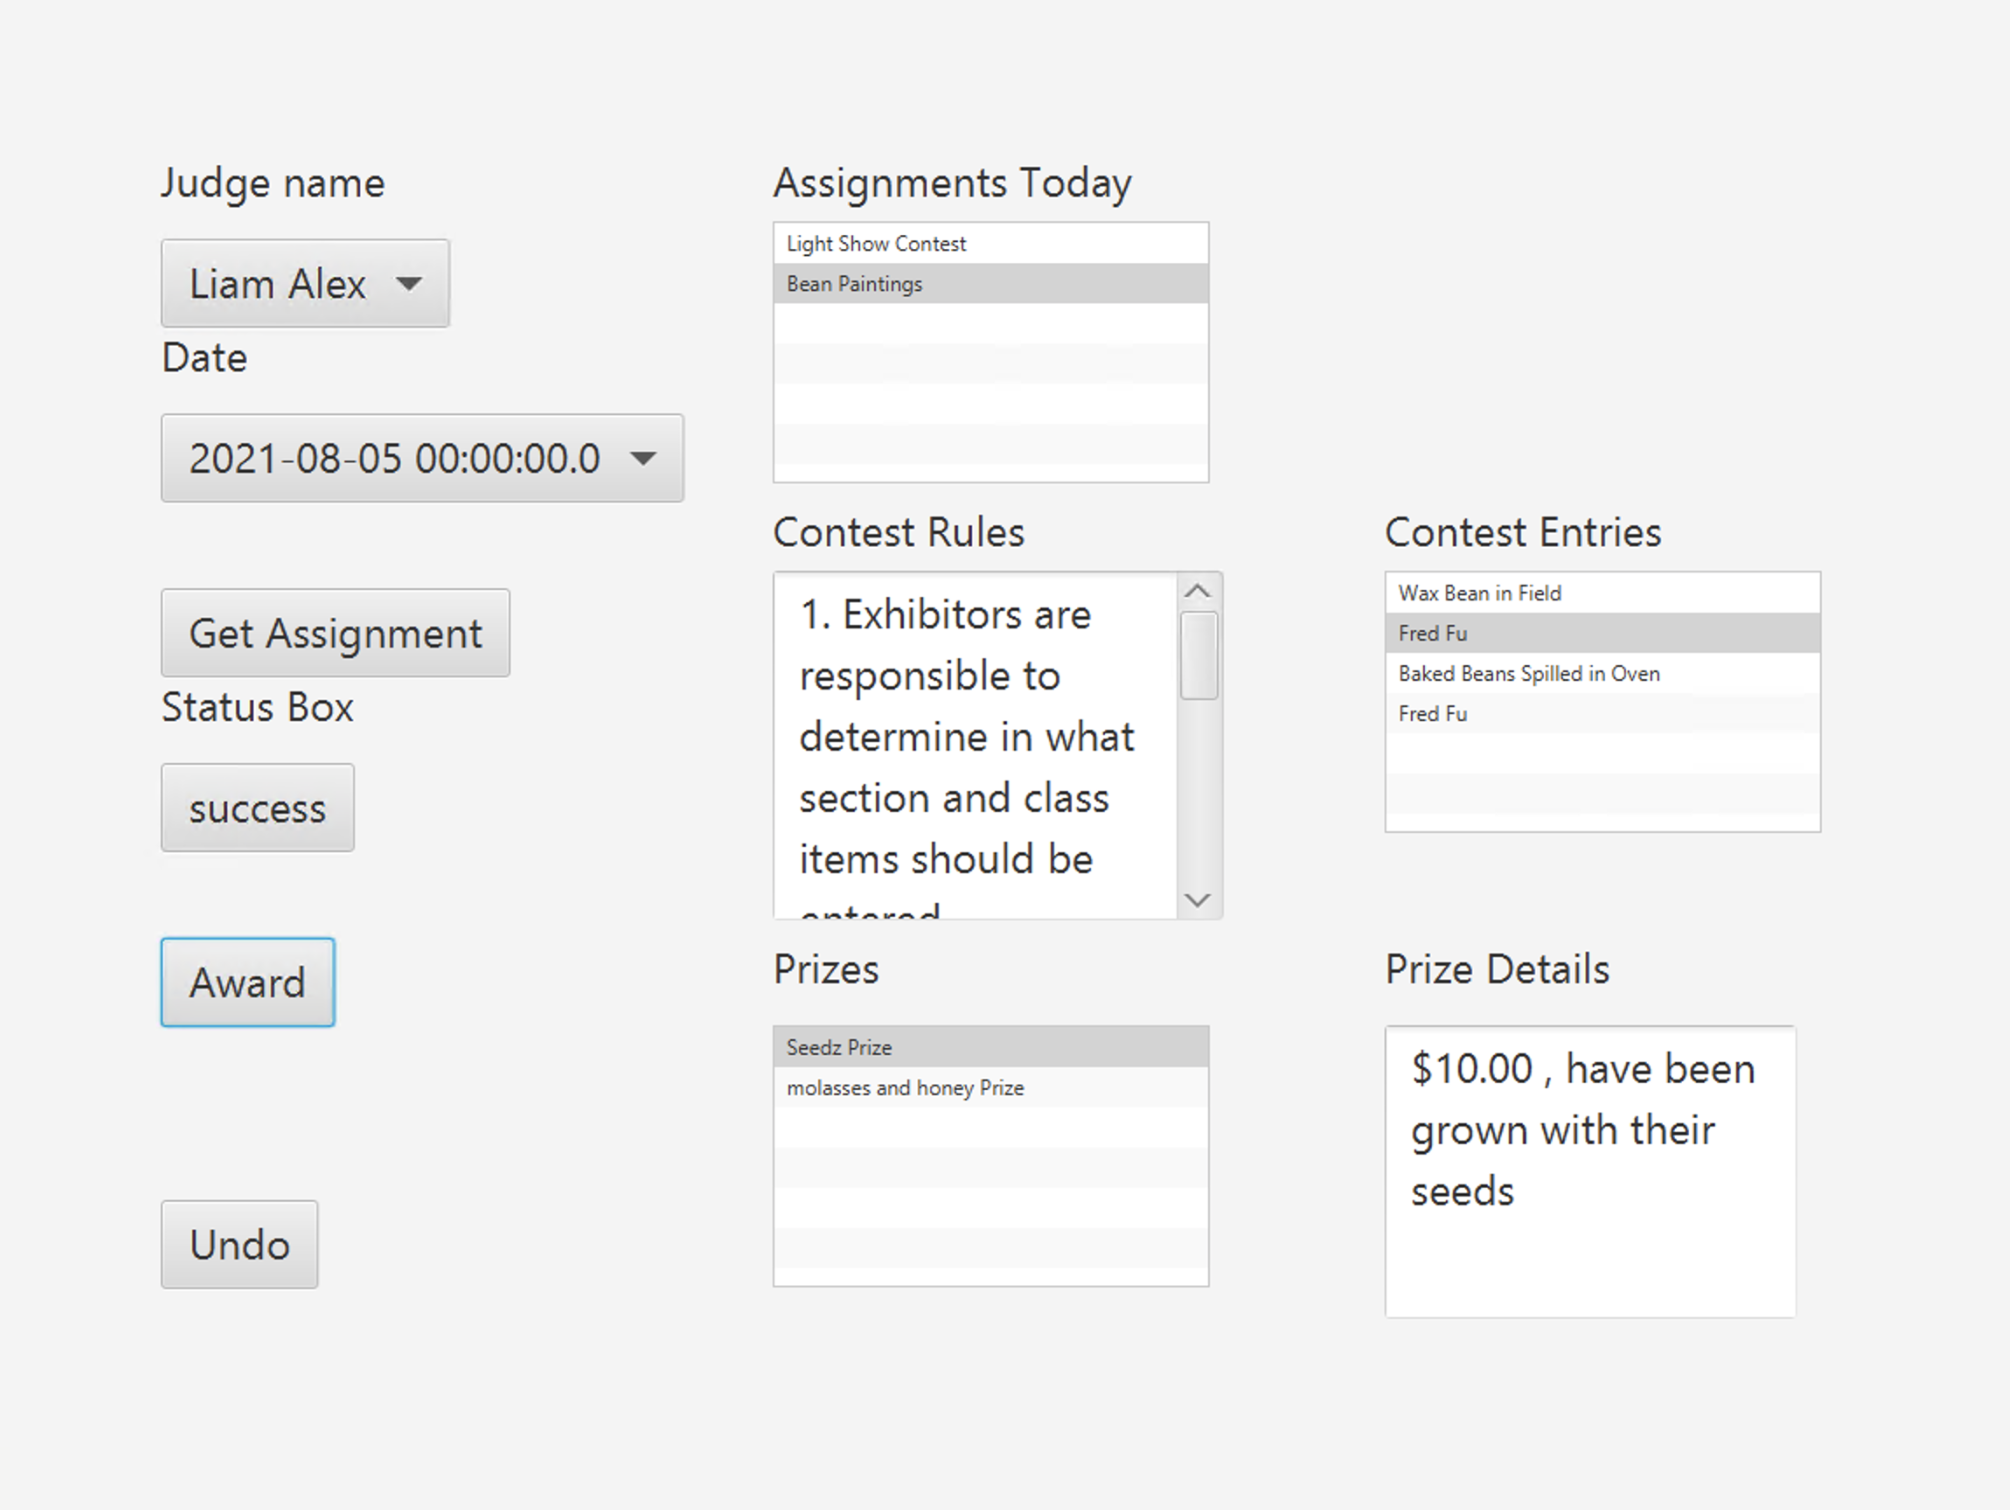 Judge name
Liam Alex
Date
2021-08-05 00:00:00.0
Get Assignment
Status Box
success
Award
Undo
Assignments Today
Light Show Contest
Bean Paintings
Contest Rules
1. Exhibitors are
responsible to
determine in what
section and class
items should be
entered
Contest Entries
Wax Bean in Field
Fred Fu
Baked Beans Spilled in Oven
Fred Fu
Prizes
Seedz Prize
molasses and honey Prize
Prize Details
$10.00 , have been
grown with their
seeds